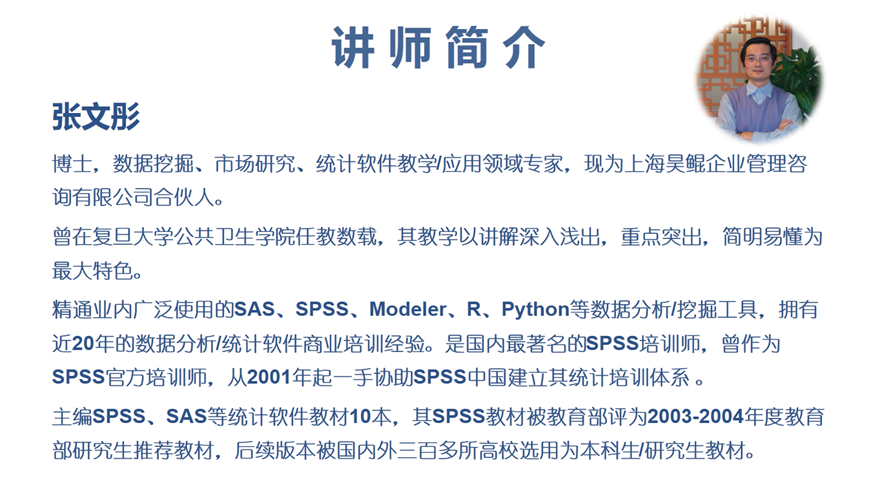 讲师简介
张文彤
博士，数据挖掘、市场研究、统计软件教学/应用领域专家，现为上海昊鲲企业管理咨
询有限公司合伙人。
曾在复旦大学公共卫生学院任教数载，其教学以讲解深入浅出，重点突出，简明易懂为
最大特色。
精通业内广泛使用的SAS、SPSS、Modeler、R、Python等数据分析/挖掘工具，拥有
近20年的数据分析/统计软件商业培训经验。是国内最著名的SPSS培训师，曾作为
SPSS官方培训师，从2001年起一手协助SPSS中国建立其统计培训体系 。
主编SPSS、SAS等统计软件教材10本，其SPSS教材被教育部评为2003-2004年度教育
部研究生推荐教材，后续版本被国内外三百多所高校选用为本科生/研究生教材。